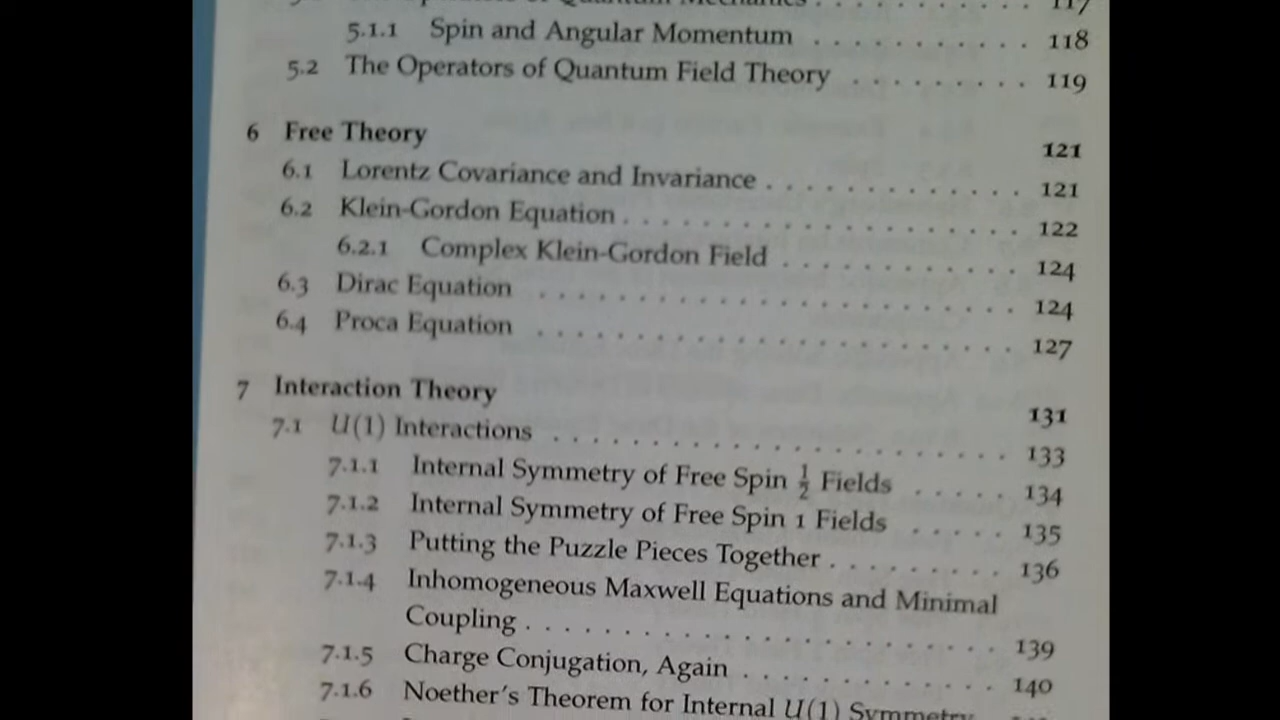 117
5.1.1 Spin and Angular Momentum . . . . . . . . . . . 118
5.2 The Operators of Quantum Field Theory . . . . . . . . . 119
6 Free Theory 121
6.1 Lorentz Covariance and Invariance . . . . . . . . . . . . . 121
6.2 Klein-Gordon Equation . . . . . . . . . . . . . . . . . . . . 122
6.2.1 Complex Klein-Gordon Field . . . . . . . . . . . . 124
6.3 Dirac Equation . . . . . . . . . . . . . . . . . . . . . . . . 124
6.4 Proca Equation . . . . . . . . . . . . . . . . . . . . . . . . 127
7 Interaction Theory 131
7.1 U(1) Interactions . . . . . . . . . . . . . . . . . . . . . . . 133
7.1.1 Internal Symmetry of Free Spin ½ Fields . . . . . 134
7.1.2 Internal Symmetry of Free Spin 1 Fields . . . . . 135
7.1.3 Putting the Puzzle Pieces Together . . . . . . . . . 136
7.1.4 Inhomogeneous Maxwell Equations and Minimal
Coupling . . . . . . . . . . . . . . . . . . . . . . . . 139
7.1.5 Charge Conjugation, Again . . . . . . . . . . . . . 140
7.1.6 Noether's Theorem for Internal U(1) Symmetry